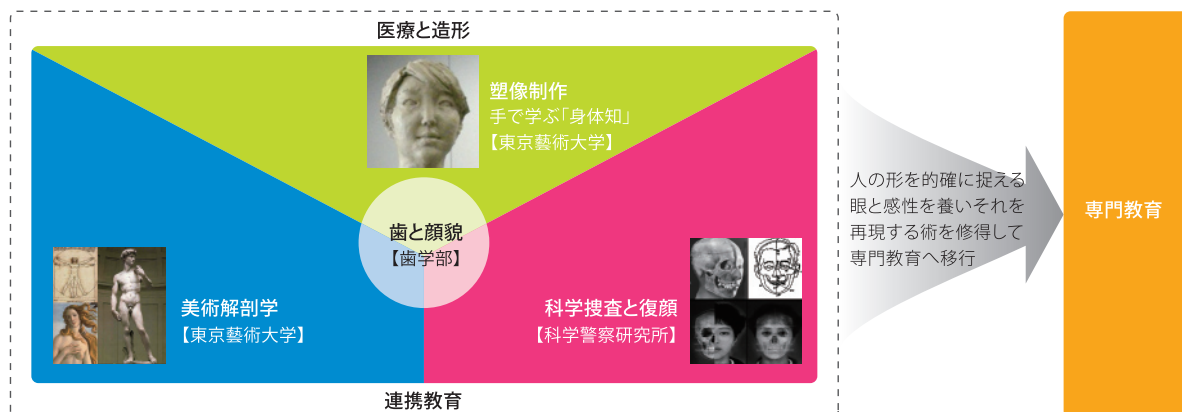 医療と造形
塑像制作
手で学ぶ「身体知」
【東京藝術大学】
歯と顔貌
【歯学部】
美術解剖学
【東京藝術大学】
科学捜査と復顔
【科学警察研究所】
連携教育
人の形を的確に捉える
眼と感性を養いそれを
再現する術を修得して
専門教育へ移行
専門教育